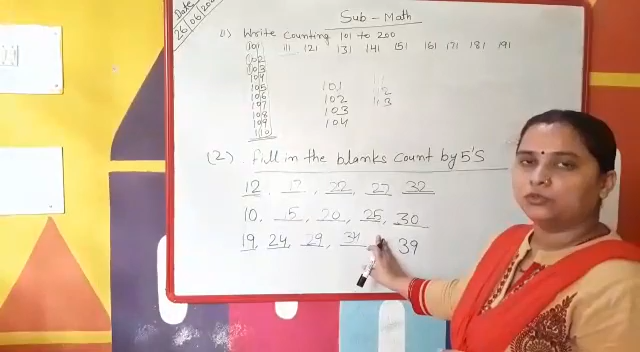 Date
26/06/20
Sub - Math
(1) Write Counting 101 to 200
101 111 121 131 141 151 161 171 181 191
102
103
104
105
106
107
108
109
110
101
102
103
104
(2) Fill in the blanks Count by 5'S
12, 17, 22, 27 32
10, 15, 20, 25, 30
19, 24, 29, 34 39